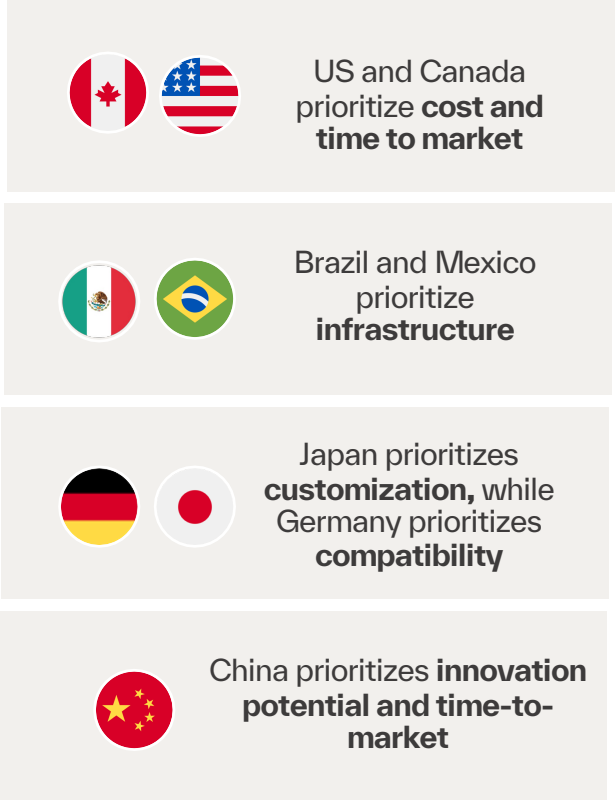 US and Canada
prioritize cost and
time to market
Brazil and Mexico
prioritize
infrastructure
Japan prioritizes
customization, while
Germany prioritizes
compatibility
China prioritizes innovation
potential and time-to-
market